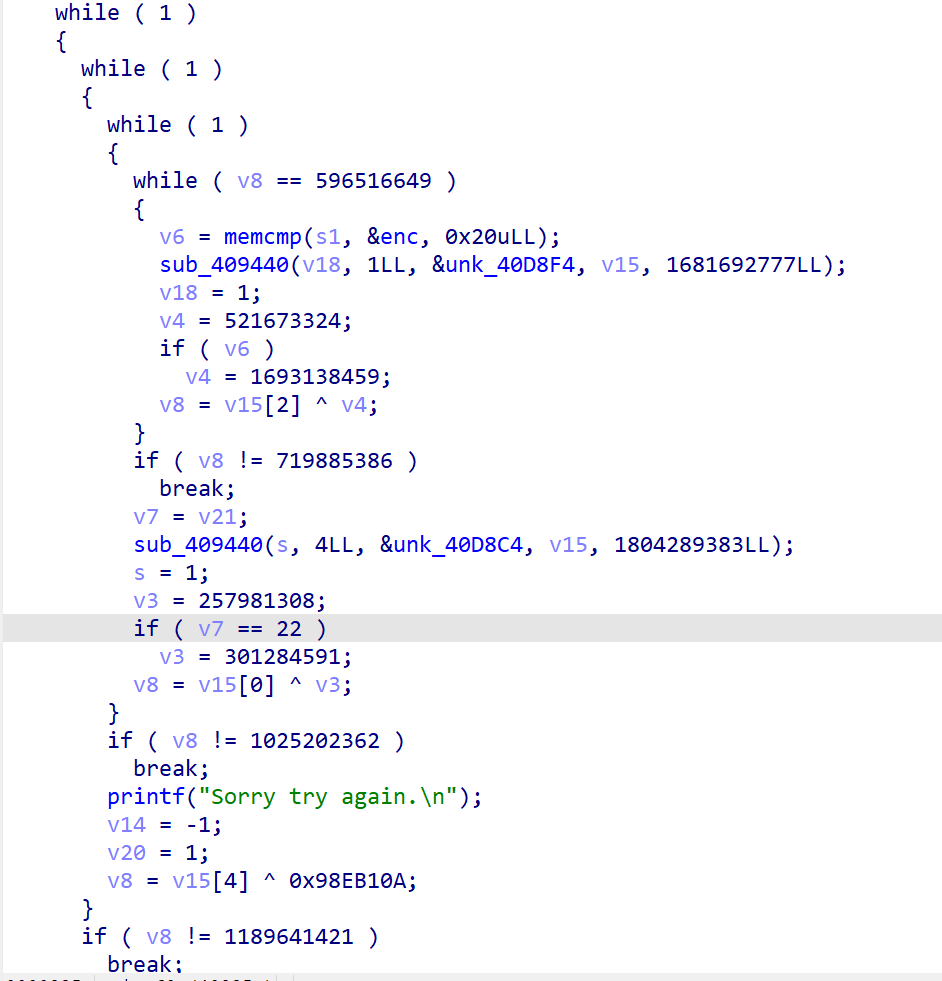 while ( 1 )
{
while ( 1 )
{
while ( 1 )
{
while ( v8 == 596516649 )
{
v6 = memcmp(s1, &enc, 0x20uLL);
sub_409440(v18, 1LL, &unk_40D8F4, v15, 1681692777LL);
v18 = 1;
v4 = 521673324;
if ( v6 )
v4 = 1693138459;
v8 = v15[2] ^ v4;
}
if ( v8 != 719885386 )
break;
v7 = v21;
sub_409440(s, 4LL, &unk_40D8C4, v15, 1804289383LL);
s = 1;
v3 = 257981308;
if ( v7 == 22 )
v3 = 301284591;
v8 = v15[0] ^ v3;
}
if ( v8 != 1025202362 )
break;
printf("Sorry try again.\n");
v14 = -1;
v20 = 1;
v8 = v15[4] ^ 0x98EB10A;
}
if ( v8 != 1189641421 )
break;